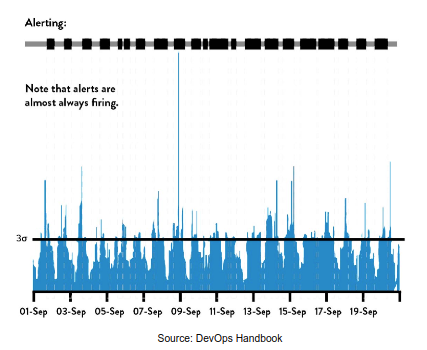 Alerting:
Note that alerts are
almost always firing.
3σ
01-Sep 03-Sep 05-Sep 07-Sep 09-Sep 11-Sep 13-Sep 15-Sep 17-Sep 19-Sep
Source: DevOps Handbook